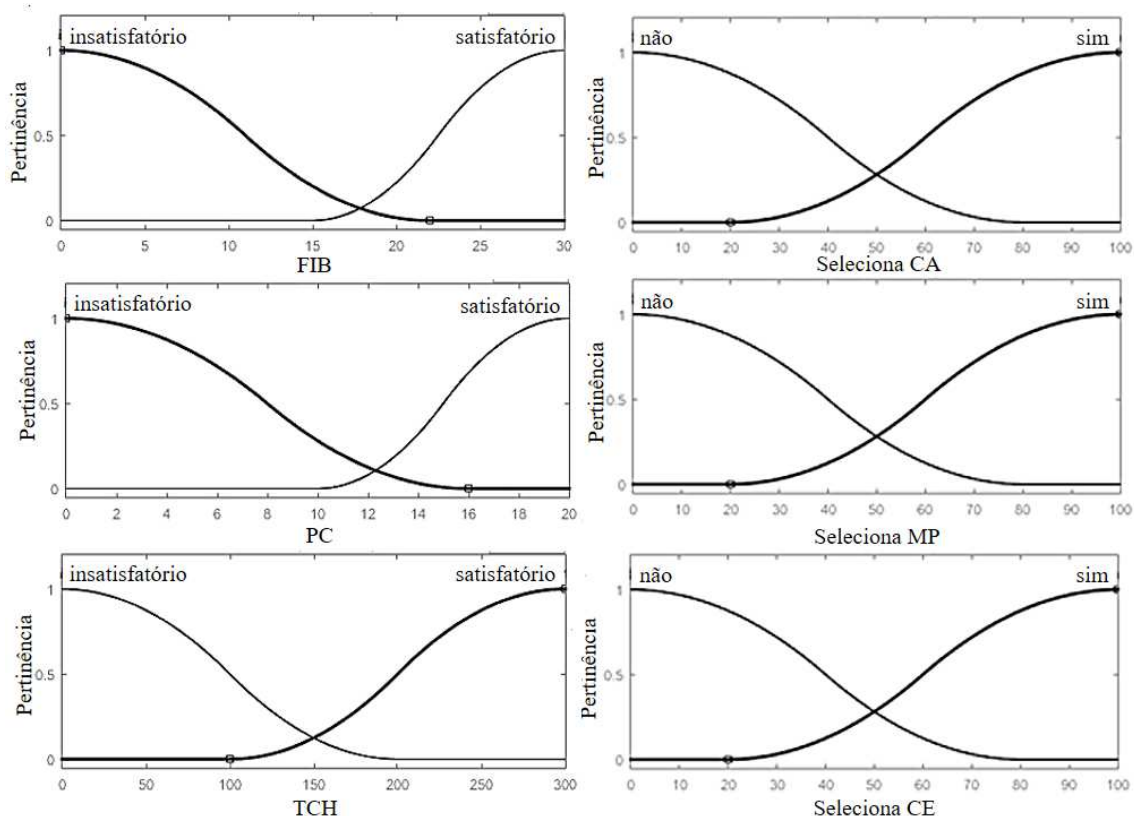 insatisfatório satisfatório
Pertinência
1
0.5
0
0 5 10 15 20 25 30
FIB
não sim
Pertinência
1
0.5
0
0 10 20 30 40 50 60 70 80 90 100
Seleciona CA
insatisfatório satisfatório
Pertinência
1
0.5
0
0 2 4 6 8 10 12 14 16 18 20
PC
não sim
Pertinência
1
0.5
0
0 10 20 30 40 50 60 70 80 90 100
Seleciona MP
insatisfatório satisfatório
Pertinência
1
0.5
0
0 50 100 150 200 250 300
TCH
não sim
Pertinência
1
0.5
0
0 10 20 30 40 50 60 70 80 90 100
Seleciona CE